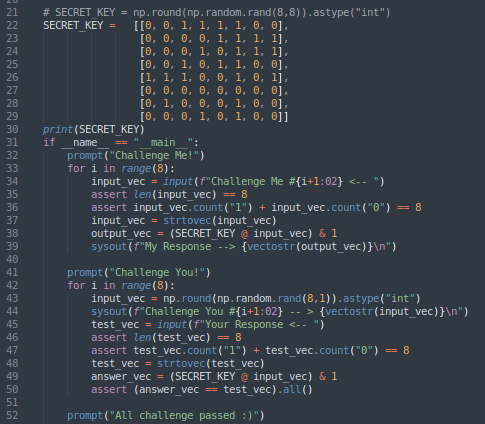 21 # SECRET_KEY = np.round(np.random.rand(8,8)).astype("int")
22 SECRET_KEY =   [[0, 0, 1, 1, 1, 1, 0, 0],
23 [0, 0, 0, 0, 1, 1, 1, 1],
24 [0, 0, 0, 0, 1, 1, 1, 0],
25 [0, 0, 1, 0, 1, 1, 0, 0],
26 [1, 1, 1, 0, 0, 1, 0, 1],
27 [0, 0, 0, 0, 0, 0, 0, 0],
28 [0, 1, 0, 0, 0, 1, 0, 0],
29 [0, 0, 0, 1, 0, 1, 0, 0]]
30 print(SECRET_KEY)
31 if __name__ == "__main__":
32 prompt("Challenge Me!")
33 for i in range(8):
34 input_vec = input(f"Challenge Me #{i+1:02} <-- ")
35 assert len(input_vec) == 8
36 assert input_vec.count("1") + input_vec.count("0") == 8
37 input_vec = strtovec(input_vec)
38 output_vec = (SECRET_KEY @ input_vec) & 1
39 sysout(f"My Response --> {vectostr(output_vec)}\n")
40
41 prompt("Challenge You!")
42 for i in range(8):
43 input_vec = np.round(np.random.rand(8,1)).astype("int")
44 sysout(f"Challenge You #{i+1:02} -- > {vectostr(input_vec)}\n")
45 test_vec = input(f"Your Response <-- ")
46 assert len(test_vec) == 8
47 assert test_vec.count("1") + test_vec.count("0") == 8
48 test_vec = strtovec(test_vec)
49 answer_vec = (SECRET_KEY @ input_vec) & 1
50 assert (answer_vec == test_vec).all()
51
52 prompt("All challenge passed :)")